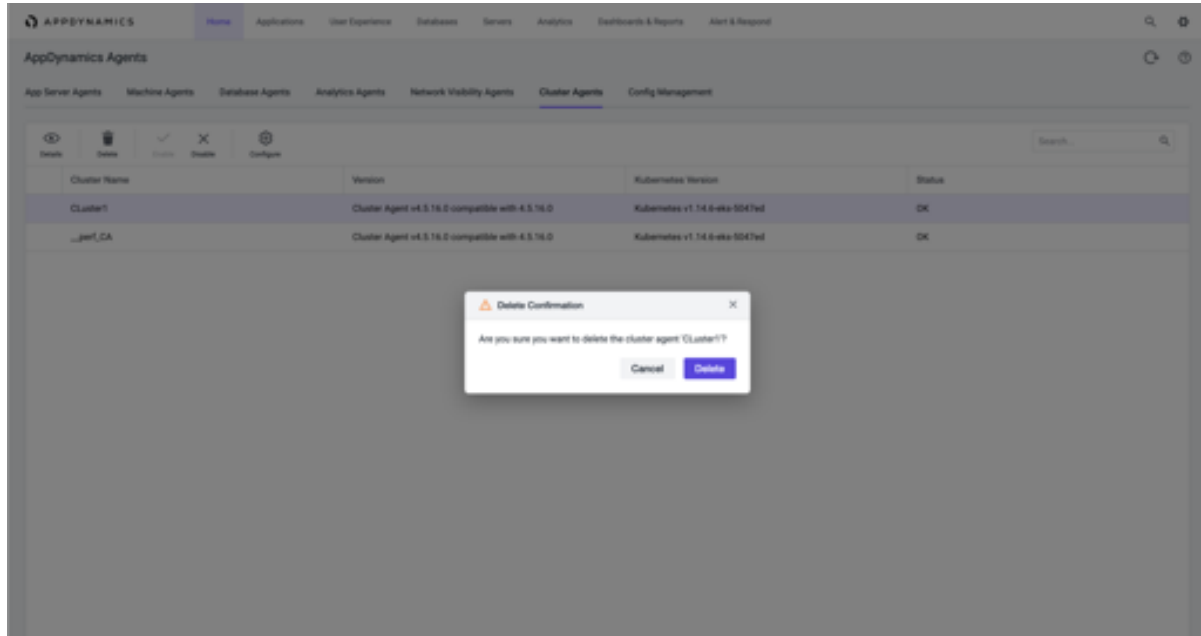 APPDYNAMICS Home Applications User Experience Databases Servers Analytics Dashboards & Reports Alert & Respond
AppDynamics Agents
App Server Agents Machine Agents Database Agents Analytics Agents Network Visibility Agents Cluster Agents Config Management
Details Delete Enable Disable Configure Search...
Cluster Name Version Kubernetes Version Status
CLuster1 Cluster Agent v4.5.16.0 compatible with 4.5.16.0 Kubernetes v1.14.6-eks-5047ed OK
__perf_CA Cluster Agent v4.5.16.0 compatible with 4.5.16.0 Kubernetes v1.14.6-eks-5047ed OK
Delete Confirmation
Are you sure you want to delete the cluster agent 'CLuster1'?
Cancel Delete